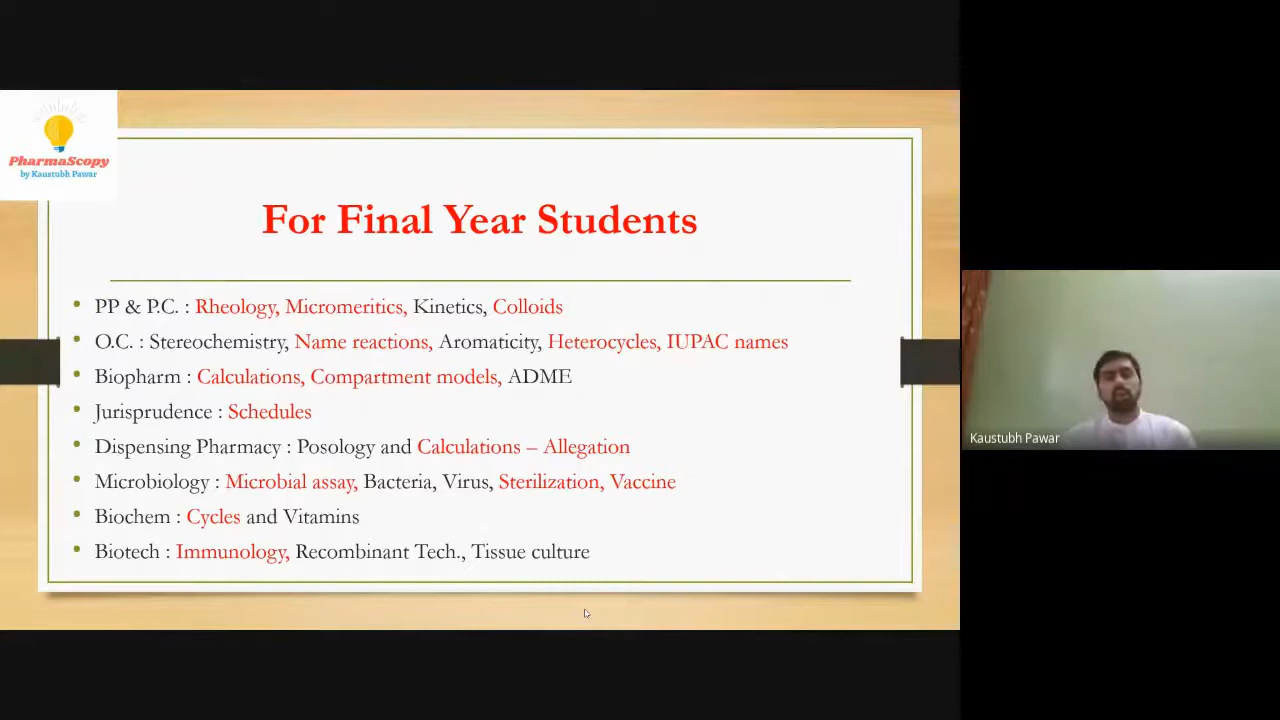 PharmaScopy
by Kaustubh Pawar
For Final Year Students
• PP & P.C. : Rheology, Micromeritics, Kinetics, Colloids
• O.C. : Stereochemistry, Name reactions, Aromaticity, Heterocycles, IUPAC names
• Biopharm : Calculations, Compartment models, ADME
• Jurisprudence : Schedules
• Dispensing Pharmacy : Posology and Calculations – Allegation
• Microbiology : Microbial assay, Bacteria, Virus, Sterilization, Vaccine
• Biochem : Cycles and Vitamins
• Biotech : Immunology, Recombinant Tech., Tissue culture
Kaustubh Pawar